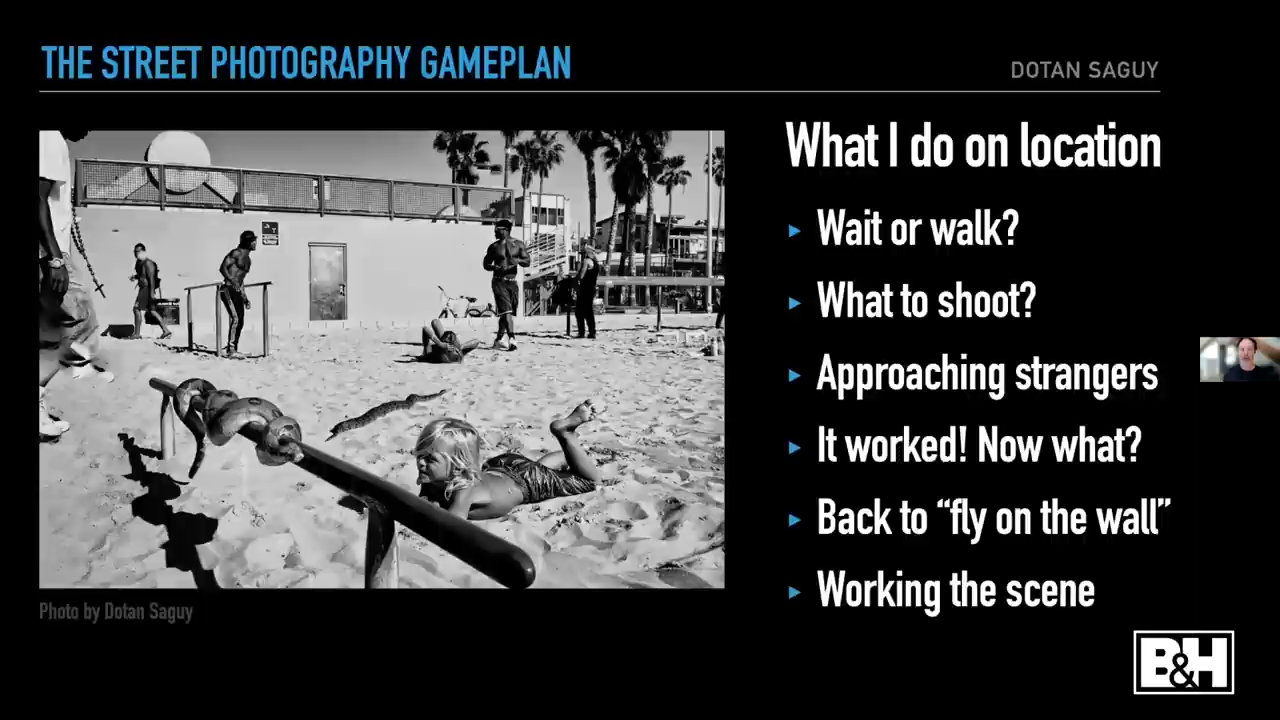 THE STREET PHOTOGRAPHY GAMEPLAN
DOTAN SAGUY
What I do on location
Wait or walk?
What to shoot?
Approaching strangers
It worked! Now what?
Back to “fly on the wall”
Working the scene
Photo by Dotan Saguy
B&H